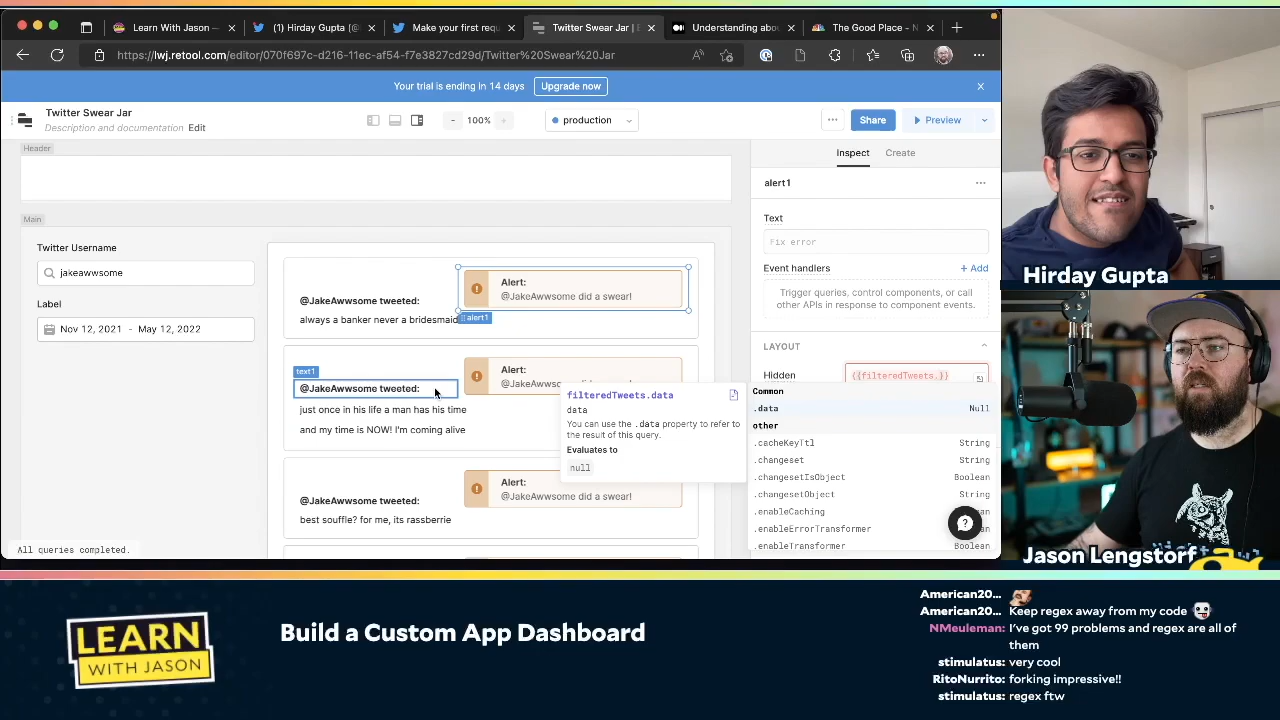 Learn With Jason —
(1) Hirday Gupta (@
Make your first requ
Twitter Swear Jar | E
Understanding abou
The Good Place - N
https://lwj.retool.com/editor/070f697c-d216-11ec-af54-f7e3827cd29d/Twitter%20Swear%20Jar
Your trial is ending in 14 days
Upgrade now
Twitter Swear Jar
Description and documentation Edit
- 100% +
production
Share
Preview
Header
Main
Twitter Username
jakeawwsome
Label
Nov 12, 2021 - May 12, 2022
@JakeAwwsome tweeted:
always a banker never a bridesmaid
Alert:
@JakeAwwsome did a swear!
alert1
text1
@JakeAwwsome tweeted:
just once in his life a man has his time
and my time is NOW! I'm coming alive
Alert:
@JakeAwwsome did a swear!
@JakeAwwsome tweeted:
best souffle? for me, its rassberrie
Alert:
@JakeAwwsome did a swear!
All queries completed.
filteredTweets.data
data
You can use the .data property to refer to
the result of this query.
Evaluates to
null
Inspect Create
alert1
Text
Fix error
Event handlers
+ Add
Trigger queries, control components, or call
other APIs in response to component events.
LAYOUT
Hidden
{{filteredTweets.}}
Common
.data Null
other
.cacheKeyTtl String
.changeset String
.changesetIsObject Boolean
.changesetObject String
.enableCaching Boolean
.enableErrorTransformer
.enableTransformer Boolean
Hirday Gupta
Jason Lengstorf
LEARN
WITH JASON
Build a Custom App Dashboard
American20...
American20... Keep regex away from my code
NMeuleman: I've got 99 problems and regex are all of
them
stimulatus: very cool
RitoNurrito: forking impressive!!
stimulatus: regex ftw